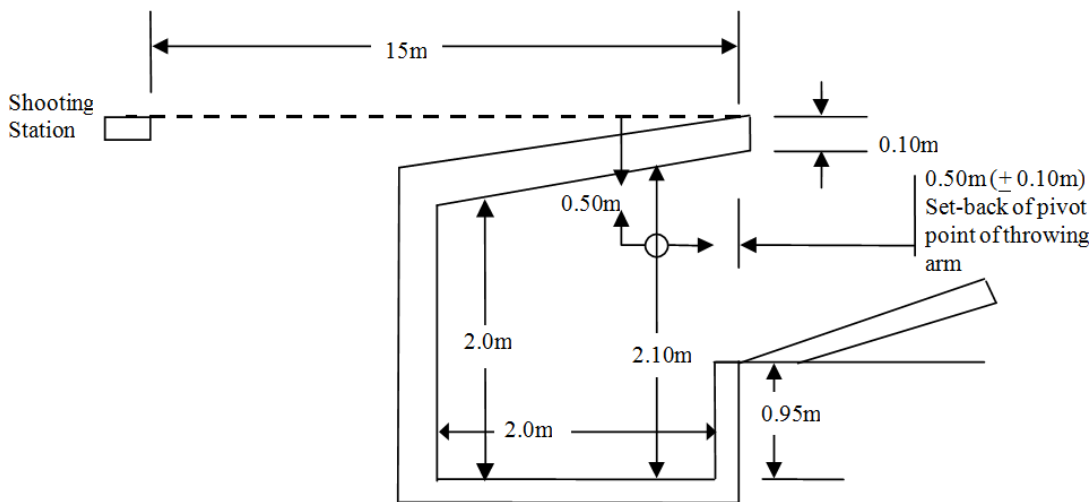 15m
Shooting
Station
0.10m
0.50m (± 0.10m)
Set-back of pivot
point of throwing
arm
0.50m
2.0m
2.10m
0.95m
2.0m